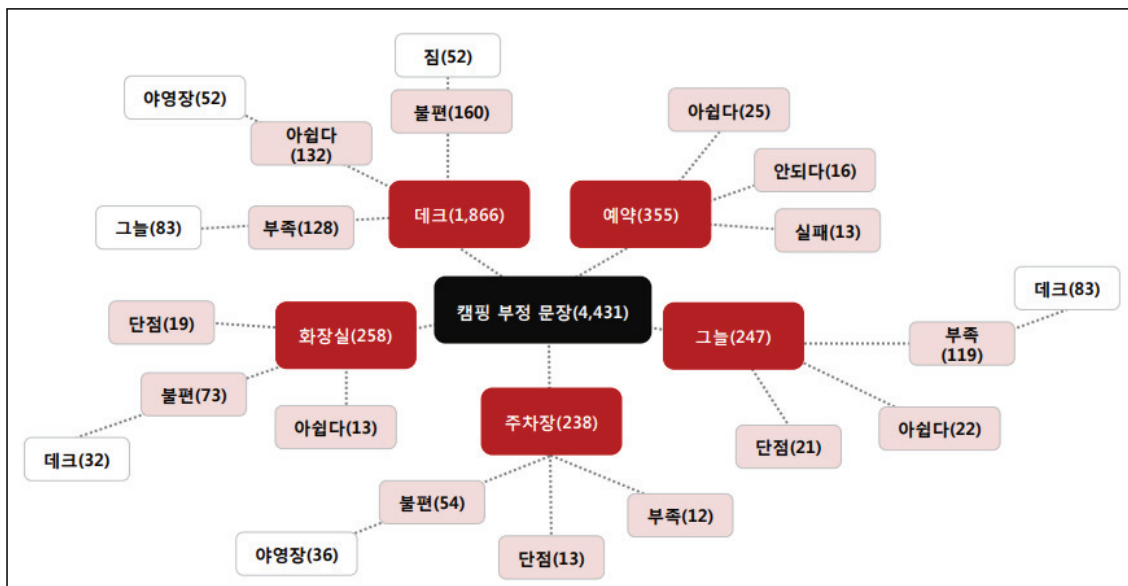 짐(52)
야영장(52)
불편(160)
아쉽다(25)
아쉽다
(132)
안되다(16)
데크(1,866)
예약(355)
그늘(83)
부족(128)
실패(13)
데크(83)
캠핑 부정 문장(4,431)
단점(19)
화장실(258)
그늘(247)
부족
(119)
불편(73)
아쉽다(13)
주차장(238)
아쉽다(22)
단점(21)
데크(32)
불편(54)
부족(12)
야영장(36)
단점(13)